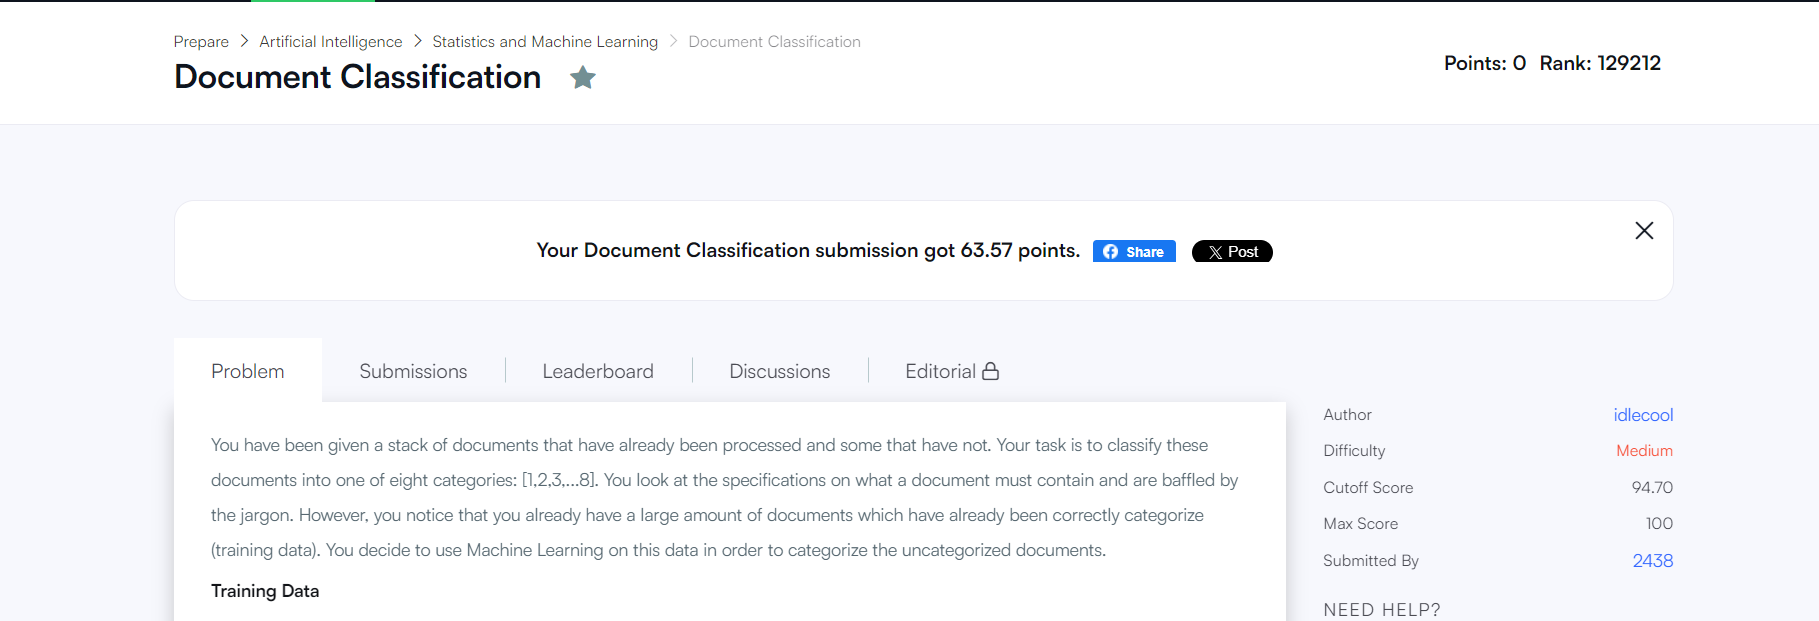 Prepare > Artificial Intelligence > Statistics and Machine Learning > Document Classification
Document Classification
Points: 0 Rank: 129212
Your Document Classification submission got 63.57 points. Share X Post
Problem Submissions Leaderboard Discussions Editorial
You have been given a stack of documents that have already been processed and some that have not. Your task is to classify these
documents into one of eight categories: [1,2,3,...8]. You look at the specifications on what a document must contain and are baffled by
the jargon. However, you notice that you already have a large amount of documents which have already been correctly categorize
(training data). You decide to use Machine Learning on this data in order to categorize the uncategorized documents.
Training Data
Author idlecool
Difficulty Medium
Cutoff Score 94.70
Max Score 100
Submitted By 2438
NEED HELP?